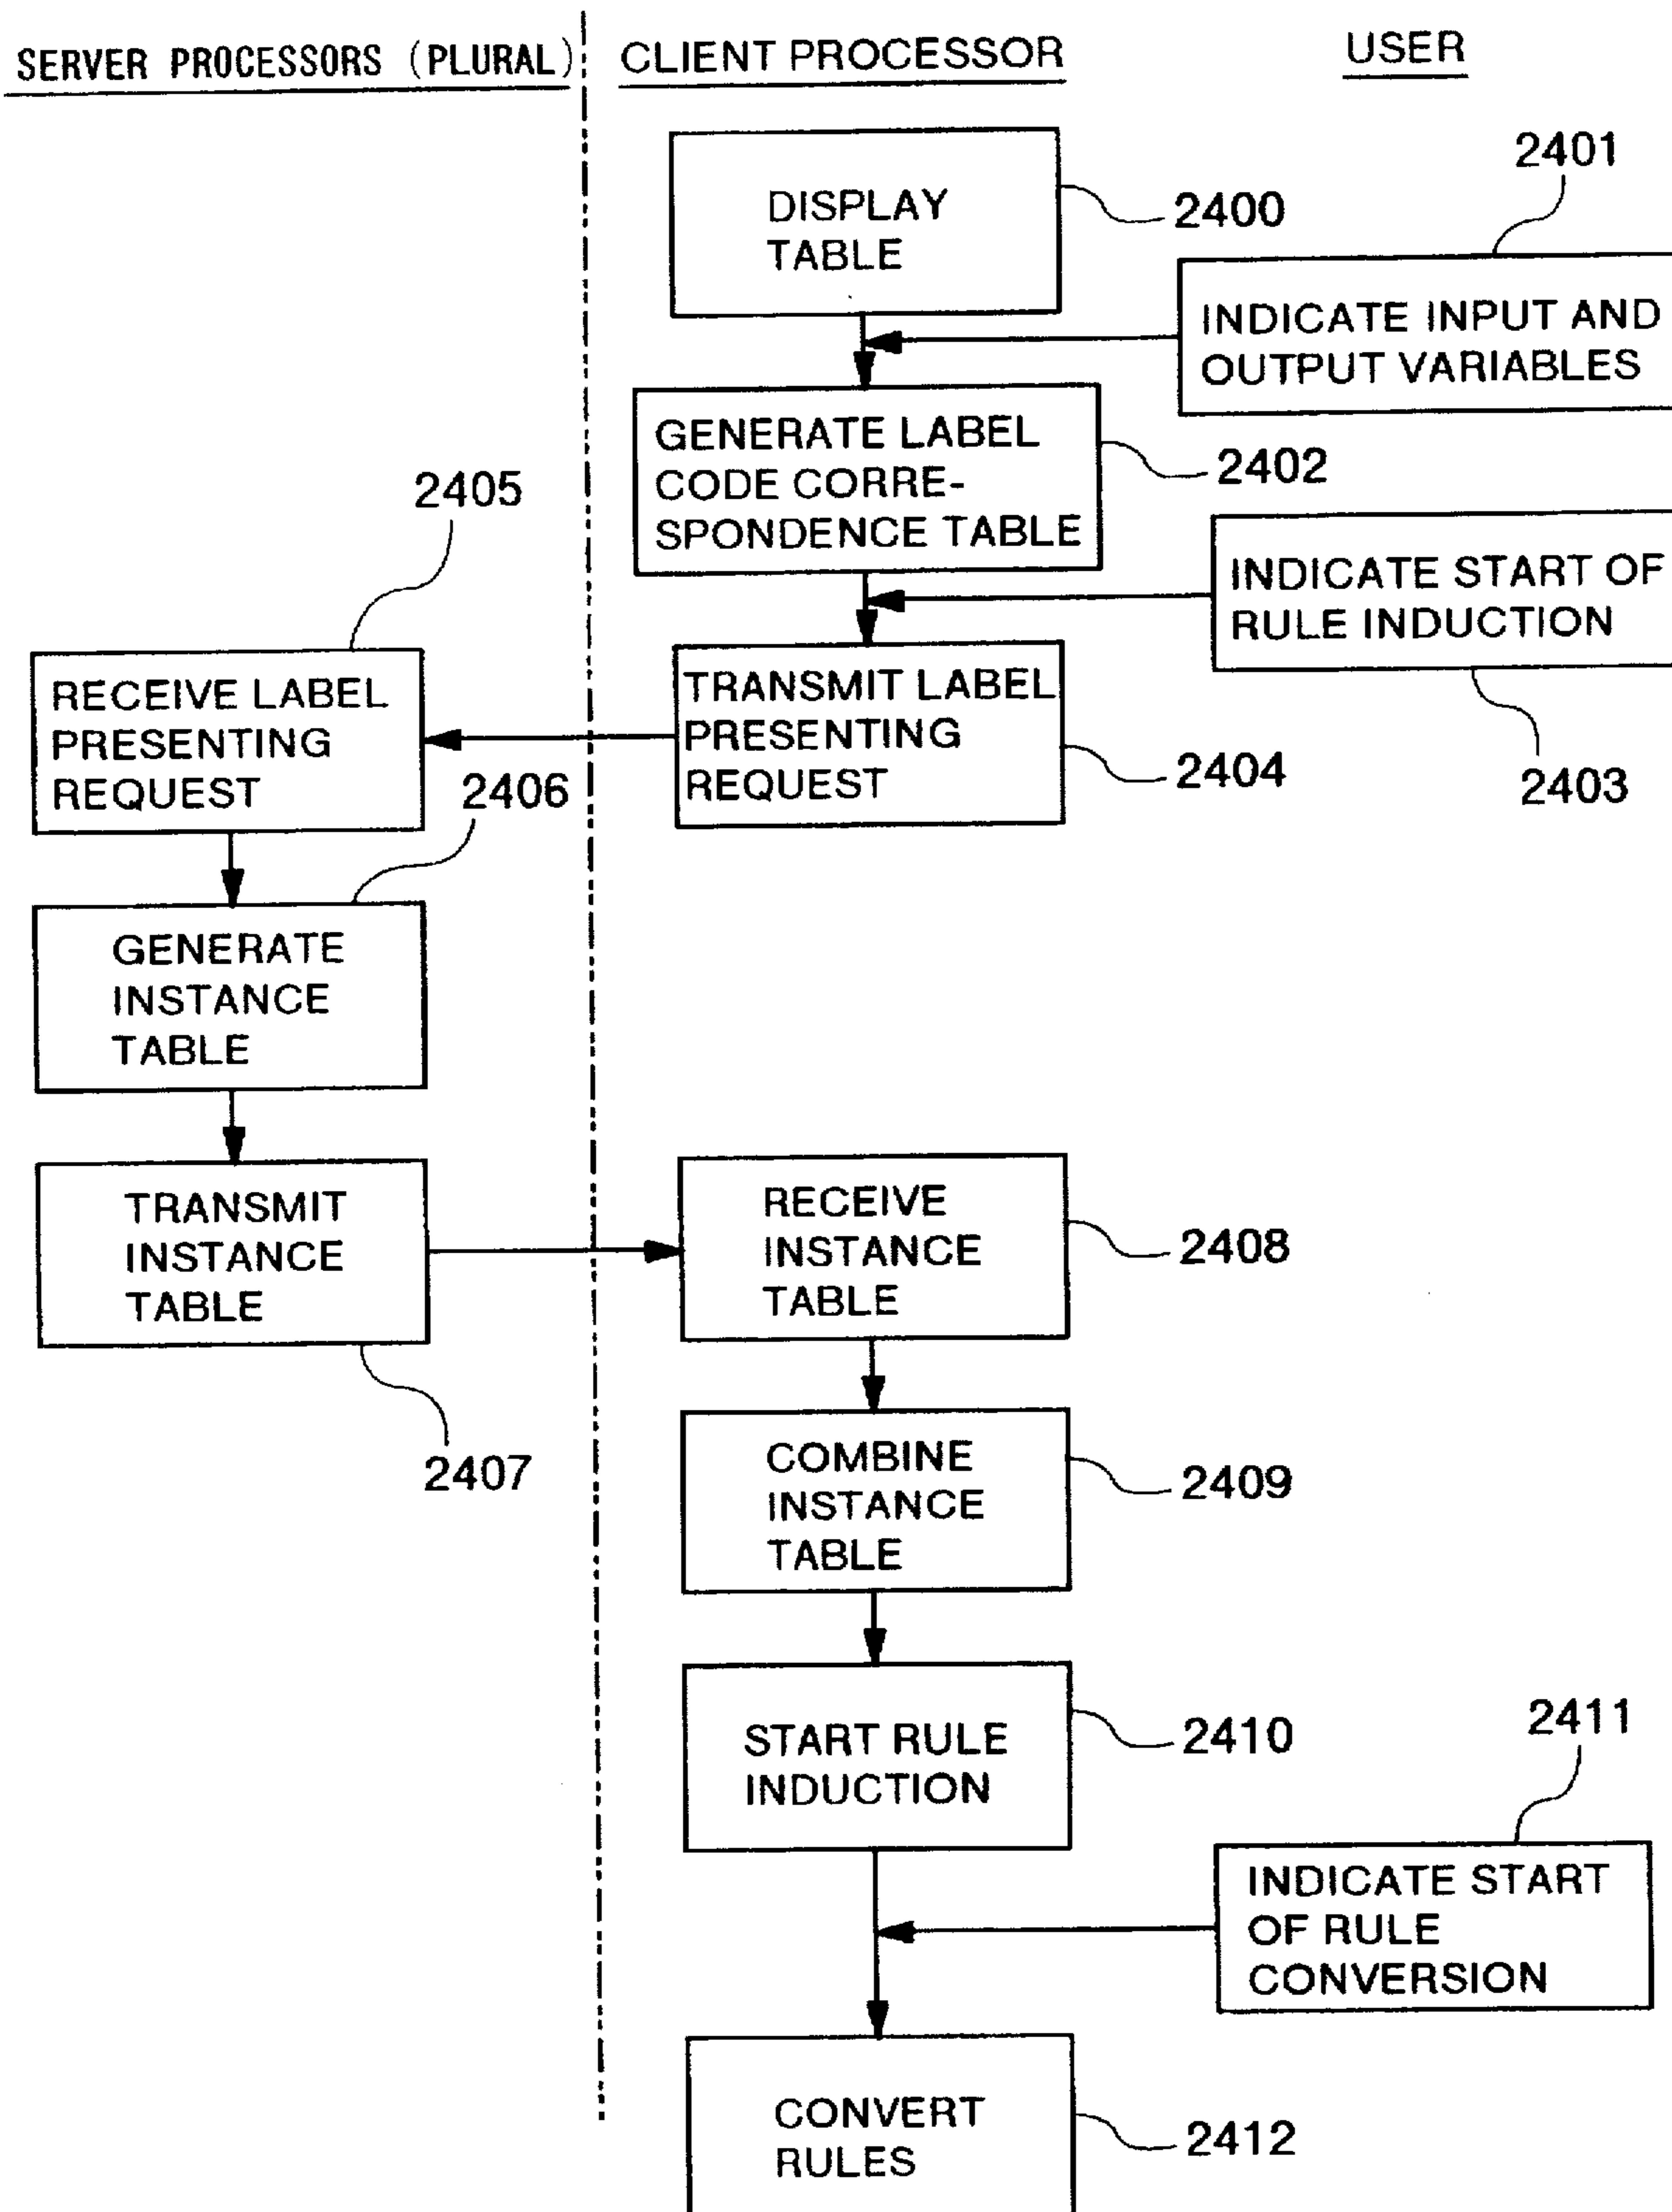 SERVER PROCESSORS (PLURAL)
CLIENT PROCESSOR
USER
DISPLAY
TABLE
2400
2401
INDICATE INPUT AND
OUTPUT VARIABLES
GENERATE LABEL
CODE CORRE-
SPONDENCE TABLE
2402
INDICATE START OF
RULE INDUCTION
2403
TRANSMIT LABEL
PRESENTING
REQUEST
2404
2405
RECEIVE LABEL
PRESENTING
REQUEST
2406
GENERATE
INSTANCE
TABLE
TRANSMIT
INSTANCE
TABLE
2407
RECEIVE
INSTANCE
TABLE
2408
COMBINE
INSTANCE
TABLE
2409
START RULE
INDUCTION
2410
2411
INDICATE START
OF RULE
CONVERSION
CONVERT
RULES
2412